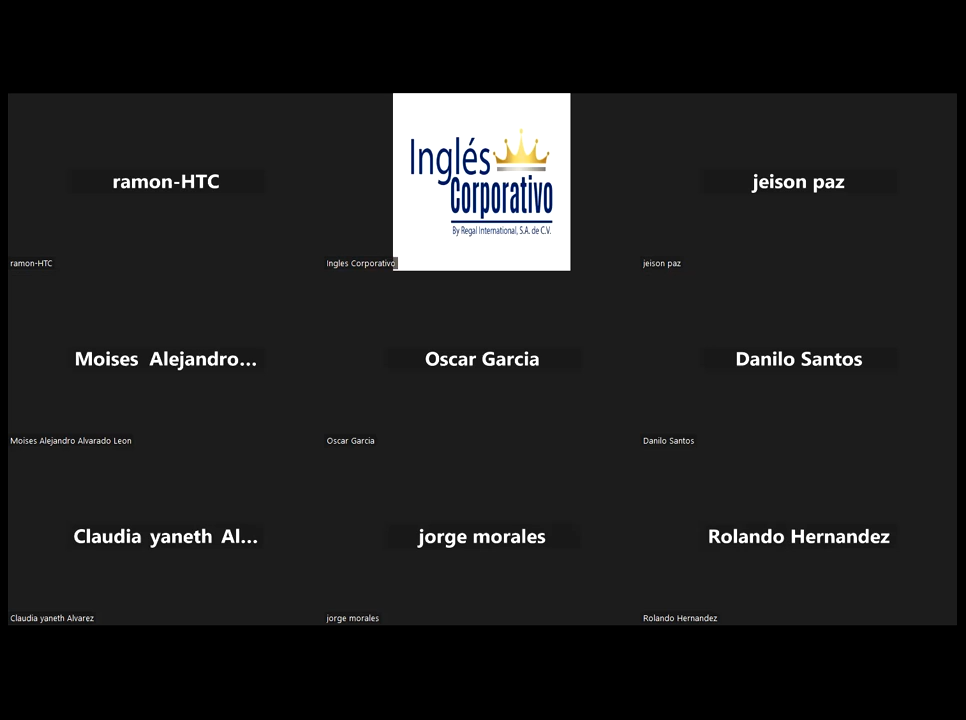 ramon-HTC
ramon-HTC
Inglés
Corporativo
By Regal International, S.A. de C.V.
Ingles Corporativo
jeison paz
jeison paz
Moises Alejandro...
Moises Alejandro Alvarado Leon
Oscar Garcia
Oscar Garcia
Danilo Santos
Danilo Santos
Claudia yaneth Al...
Claudia yaneth Alvarez
jorge morales
jorge morales
Rolando Hernandez
Rolando Hernandez